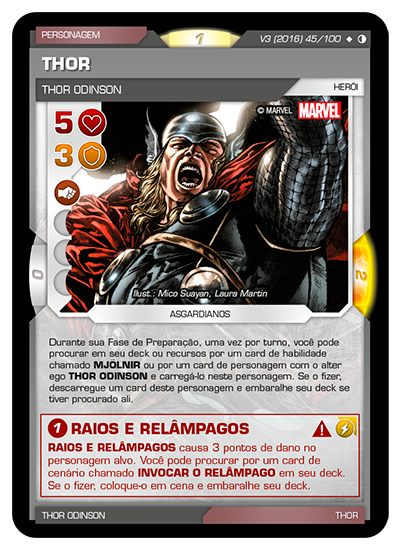 PERSONAGEM
1
V3 (2016) 45/100
THOR
THOR ODINSON
HERÓI
5
© MARVEL MARVEL
3
0
2
Ilust.: Mico Suayan, Laura Martin
ASGARDIANOS
Durante sua Fase de Preparação, uma vez por turno, você pode
procurar em seu deck ou recursos por um card de habilidade
chamado MJÖLNIR ou por um card de personagem com o alter
ego THOR ODINSON e carregá-lo neste personagem. Se o fizer,
descarregue um card deste personagem e embaralhe seu deck se
tiver procurado ali.
1 RAIOS E RELÂMPAGOS
RAIOS E RELÂMPAGOS causa 3 pontos de dano no
personagem alvo. Você pode procurar por um card de
cenário chamado INVOCAR O RELÂMPAGO em seu deck.
Se o fizer, coloque-o em cena e embaralhe seu deck.
THOR ODINSON
THOR